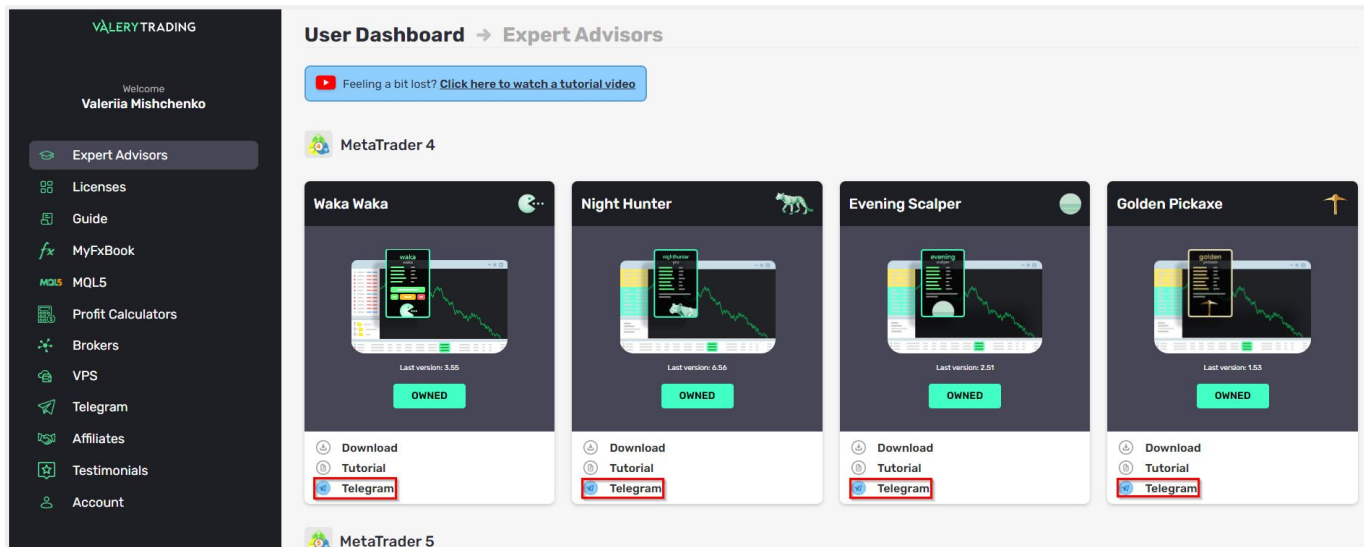 VALERY TRADING
Welcome
Valeriia Mishchenko
Expert Advisors
Licenses
Guide
fx MyFxBook
MQL5 MQL5
Profit Calculators
Brokers
VPS
Telegram
Affiliates
Testimonials
Account
User Dashboard → Expert Advisors
Feeling a bit lost? Click here to watch a tutorial video
MetaTrader 4
Waka Waka
waka
Last version: 3.55
OWNED
Download
Tutorial
Telegram
Night Hunter
nighthunter
Last version: 6.56
OWNED
Download
Tutorial
Telegram
Evening Scalper
evening
Last version: 2.51
OWNED
Download
Tutorial
Telegram
Golden Pickaxe
golden
Last version: 1.53
OWNED
Download
Tutorial
Telegram
MetaTrader 5